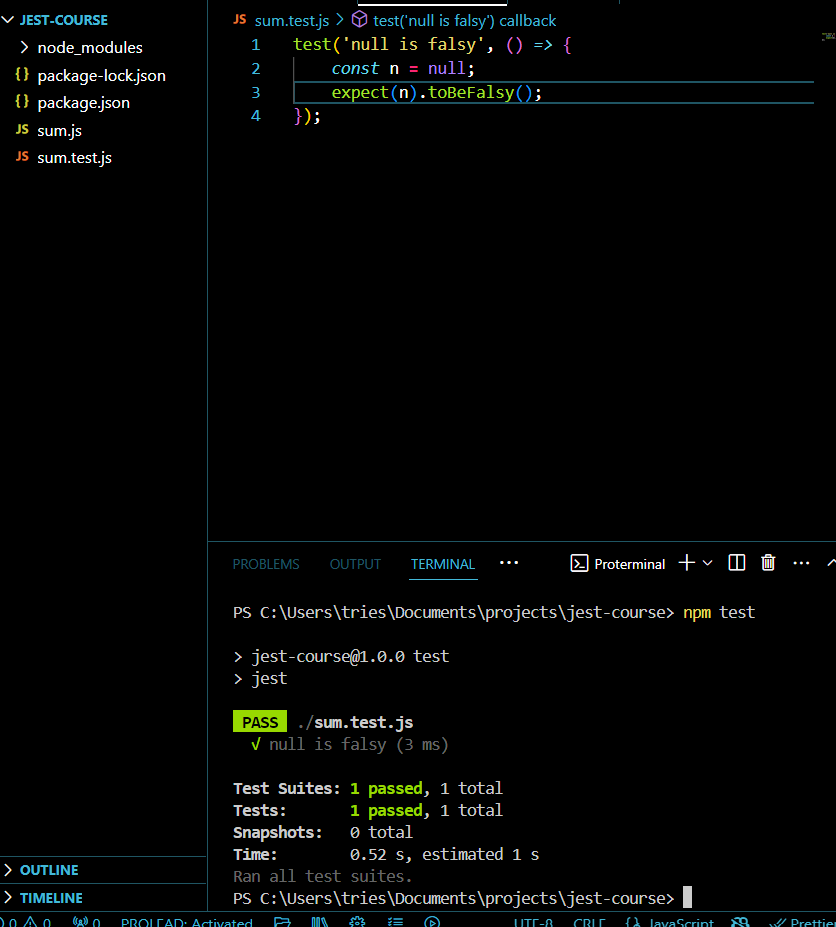 JEST-COURSE
node_modules
{} package-lock.json
{} package.json
JS sum.js
JS sum.test.js
OUTLINE
TIMELINE
JS sum.test.js > test('null is falsy') callback
1 test('null is falsy', () => {
2 const n = null;
3 expect(n).toBeFalsy();
4 });
PROBLEMS OUTPUT TERMINAL ··· Proterminal
PS C:\Users\tries\Documents\projects\jest-course> npm test
> jest-course@1.0.0 test
> jest
PASS ./sum.test.js
√ null is falsy (3 ms)
Test Suites: 1 passed, 1 total
Tests: 1 passed, 1 total
Snapshots: 0 total
Time: 0.52 s, estimated 1 s
Ran all test suites.
PS C:\Users\tries\Documents\projects\jest-course>
0 0 0 PROLEAD: Activated UTF-8 CRLF {} JavaScript Prettier